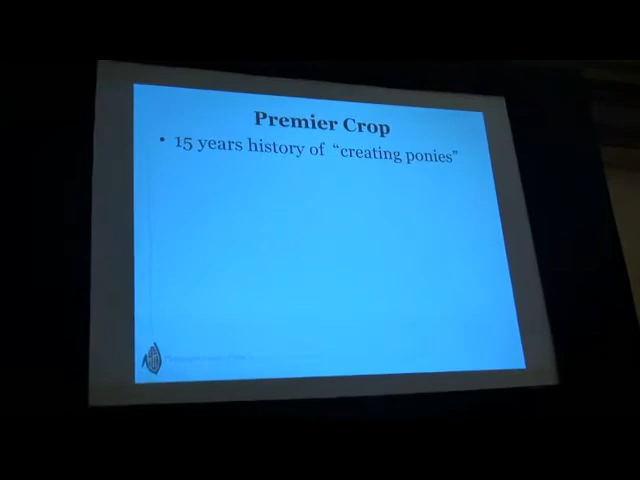 Premier Crop
• 15 years history of "creating ponies"